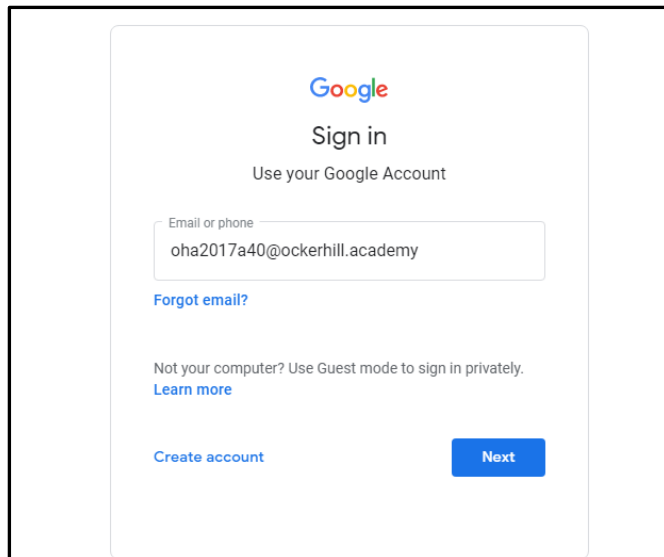 Google
Sign in
Use your Google Account
Email or phone
oha2017a40@ockerhill.academy
Forgot email?
Not your computer? Use Guest mode to sign in privately.
Learn more
Create account
Next